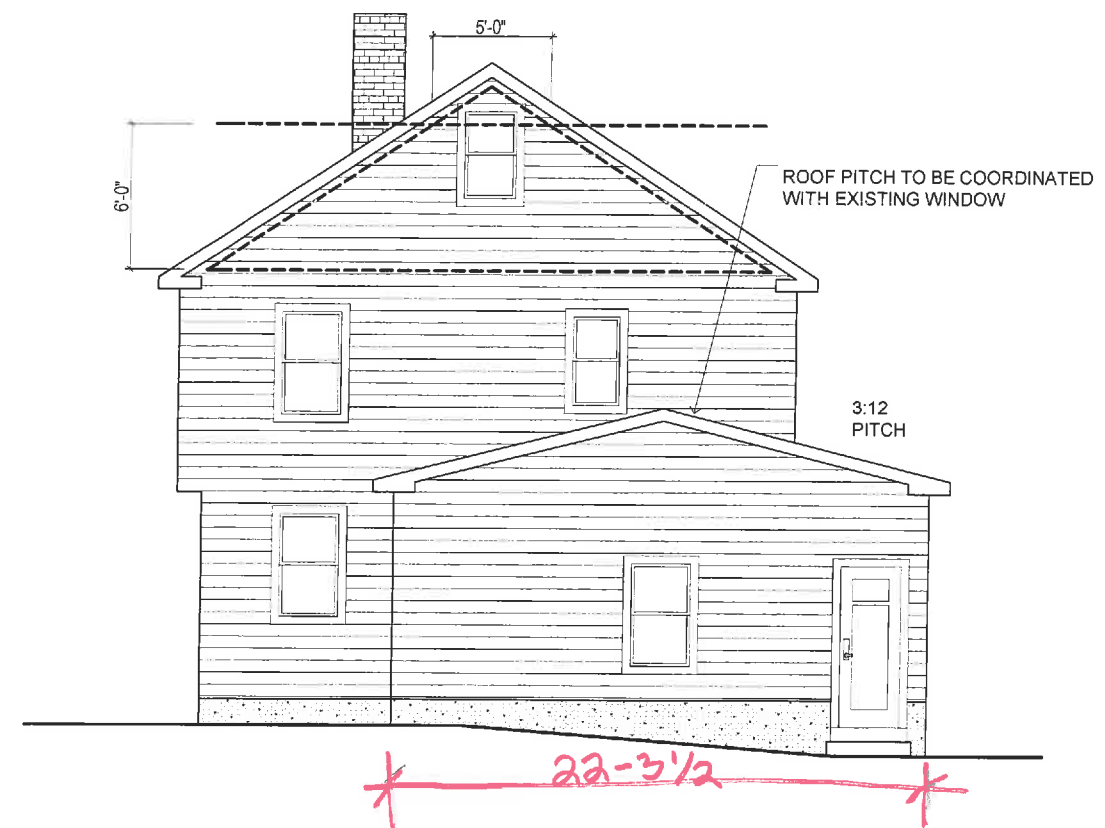 5'-0"
6'-0"
ROOF PITCH TO BE COORDINATED
WITH EXISTING WINDOW
3:12
PITCH
22-3 1/2